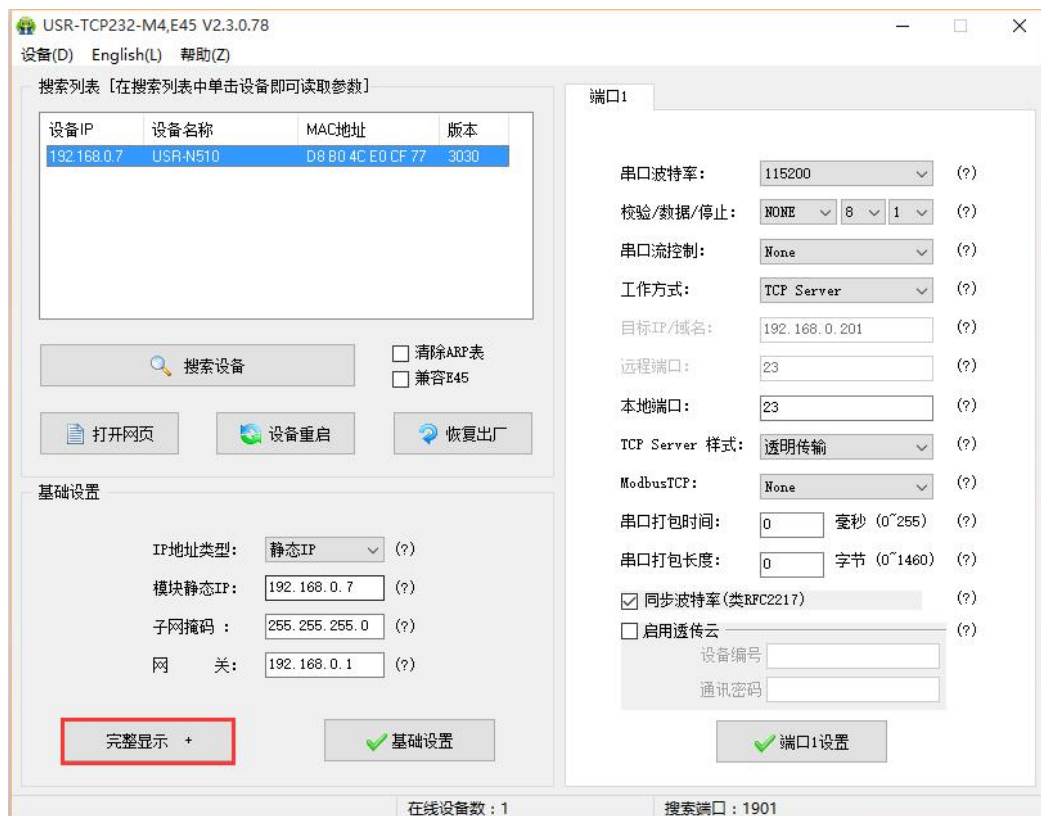 USR-TCP232-M4,E45 V2.3.0.78
设备(D) English(L) 帮助(Z)
搜索列表 [在搜索列表中单击设备即可读取参数]
设备IP 设备名称 MAC地址 版本
192.168.0.7 USR-N510 D8 B0 4C E0 CF 77 3030
搜索设备
清除ARP表
兼容E45
打开网页 设备重启 恢复出厂
基础设置
IP地址类型: 静态IP (?)
模块静态IP: 192.168.0.7 (?)
子网掩码 : 255.255.255.0 (?)
网 关: 192.168.0.1 (?)
完整显示 + 基础设置
端口1
串口波特率: 115200 (?)
校验/数据/停止: NONE 8 1 (?)
串口流控制: None (?)
工作方式: TCP Server (?)
目标IP/域名: 192.168.0.201 (?)
远程端口: 23 (?)
本地端口: 23 (?)
TCP Server 样式: 透明传输 (?)
ModbusTCP: None (?)
串口打包时间: 0 毫秒 (0~255) (?)
串口打包长度: 0 字节 (0~1460) (?)
同步波特率(类RFC2217) (?)
启用透传云 (?)
设备编号
通讯密码
端口1设置
在线设备数：1 搜索端口：1901